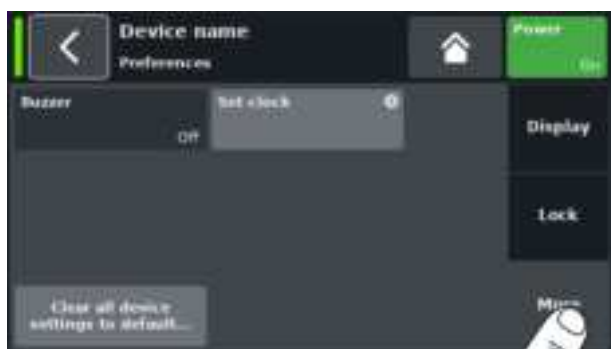 Device name
Preferences
Power
On
Buzzer
Off
Set clock
Display
Lock
Clear all device
settings to default...
More